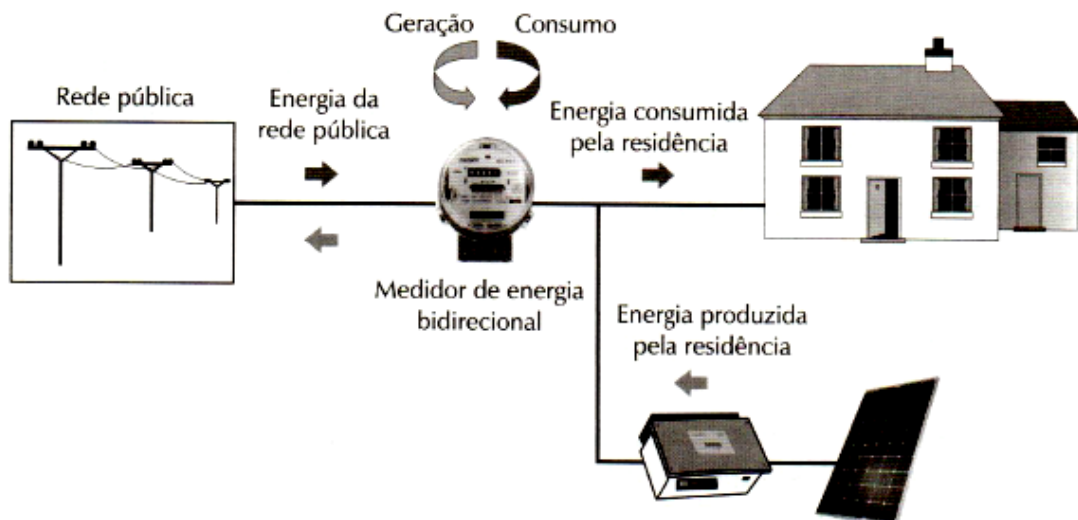 Geração Consumo
Rede pública
Energia da
rede pública
Energia consumida
pela residência
Medidor de energia
bidirecional
Energia produzida
pela residência